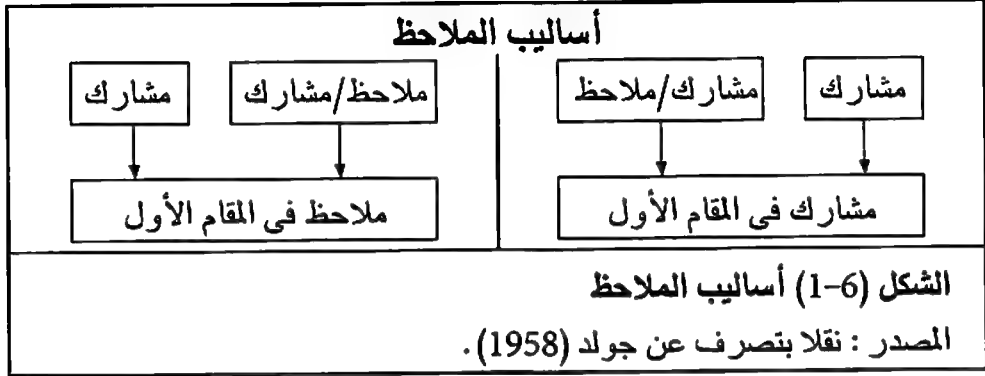 أساليب الملاحظ
مشارك
مشارك/ملاحظ
ملاحظ/مشارك
مشارك
مشارك فى المقام الأول
ملاحظ فى المقام الأول
الشكل (6-1) أساليب الملاحظ
المصدر : نقلا بتصرف عن جولد (1958).